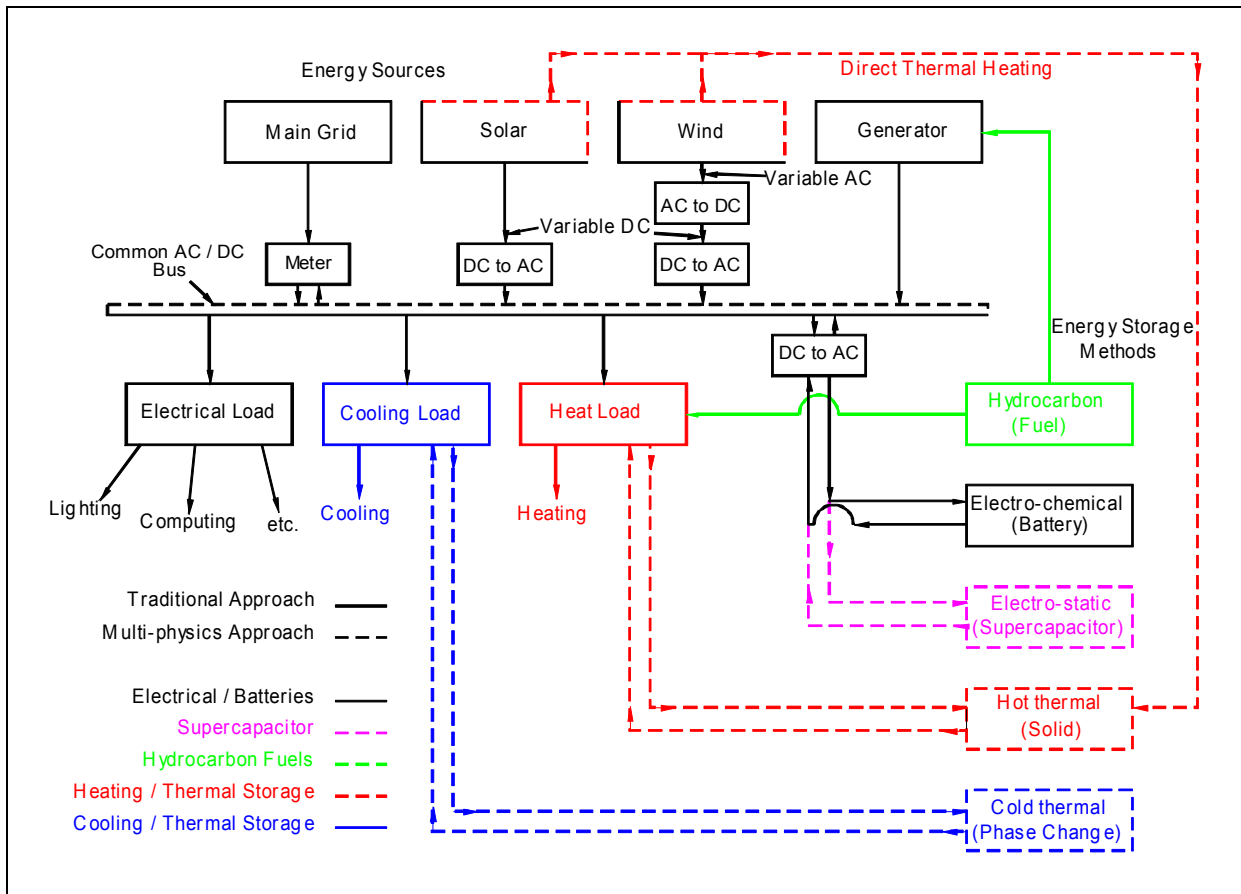 Energy Sources
Direct Thermal Heating
Main Grid
Solar
Wind
Generator
Variable AC
AC to DC
Variable DC
Common AC / DC
Bus
Meter
DC to AC
DC to AC
Energy Storage
Methods
DC to AC
Electrical Load
Cooling Load
Heat Load
Hydrocarbon
(Fuel)
Lighting
Computing
etc.
Cooling
Heating
Electro-chemical
(Battery)
Traditional Approach
Multi-physics Approach
Electro-static
(Supercapacitor)
Electrical / Batteries
Supercapacitor
Hydrocarbon Fuels
Heating / Thermal Storage
Cooling / Thermal Storage
Hot thermal
(Solid)
Cold thermal
(Phase Change)